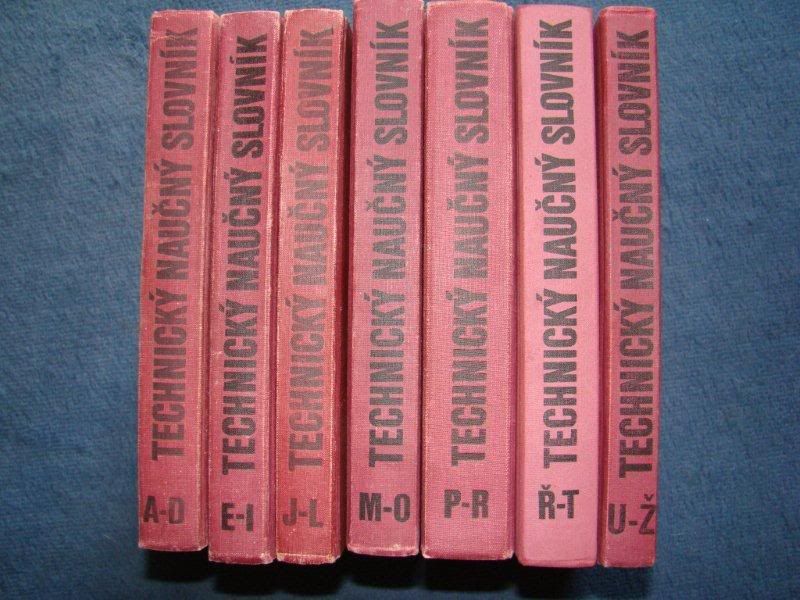 TECHNICKÝ NAUČNÝ SLOVNÍK
A-D
TECHNICKÝ NAUČNÝ SLOVNÍK
E-I
TECHNICKÝ NAUČNÝ SLOVNÍK
J-L
TECHNICKÝ NAUČNÝ SLOVNÍK
M-O
TECHNICKÝ NAUČNÝ SLOVNÍK
P-R
TECHNICKÝ NAUČNÝ SLOVNÍK
Ř-T
TECHNICKÝ NAUČNÝ SLOVNÍK
U-Ž